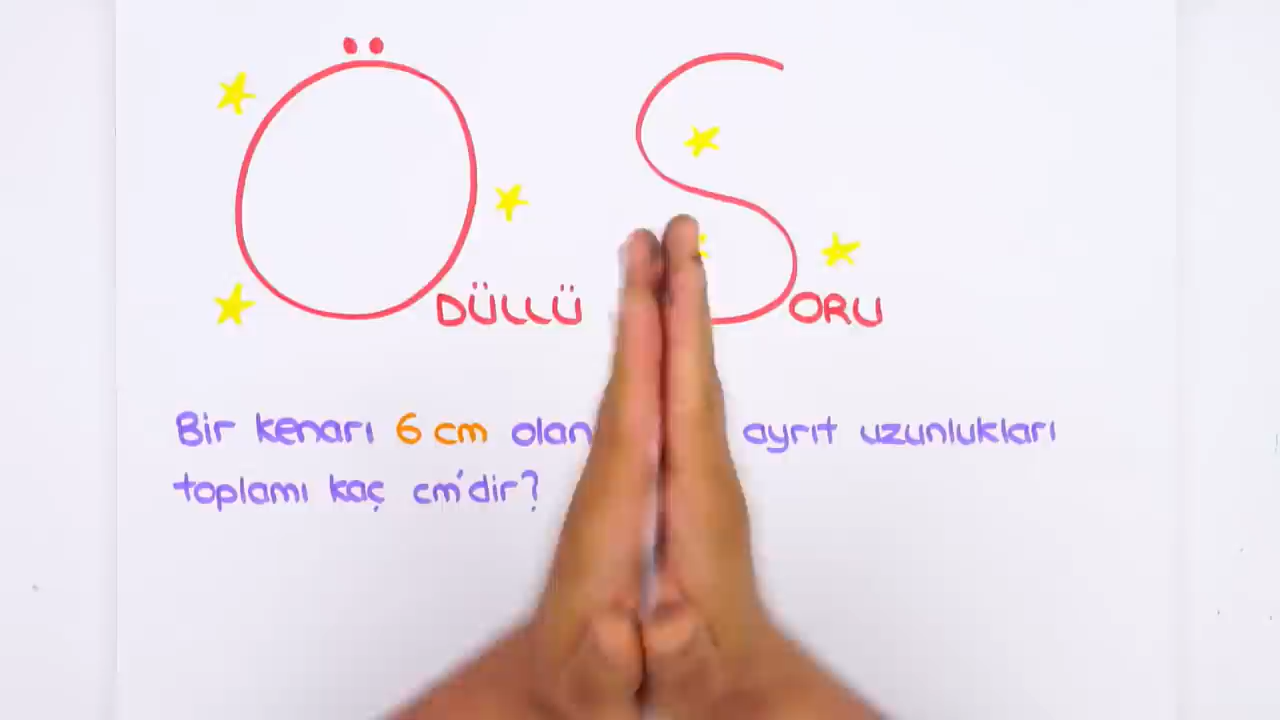 ÖDÜLLÜ SORU
Bir kenarı 6 cm olan ayrıt uzunlukları
toplamı kaç cm'dir?